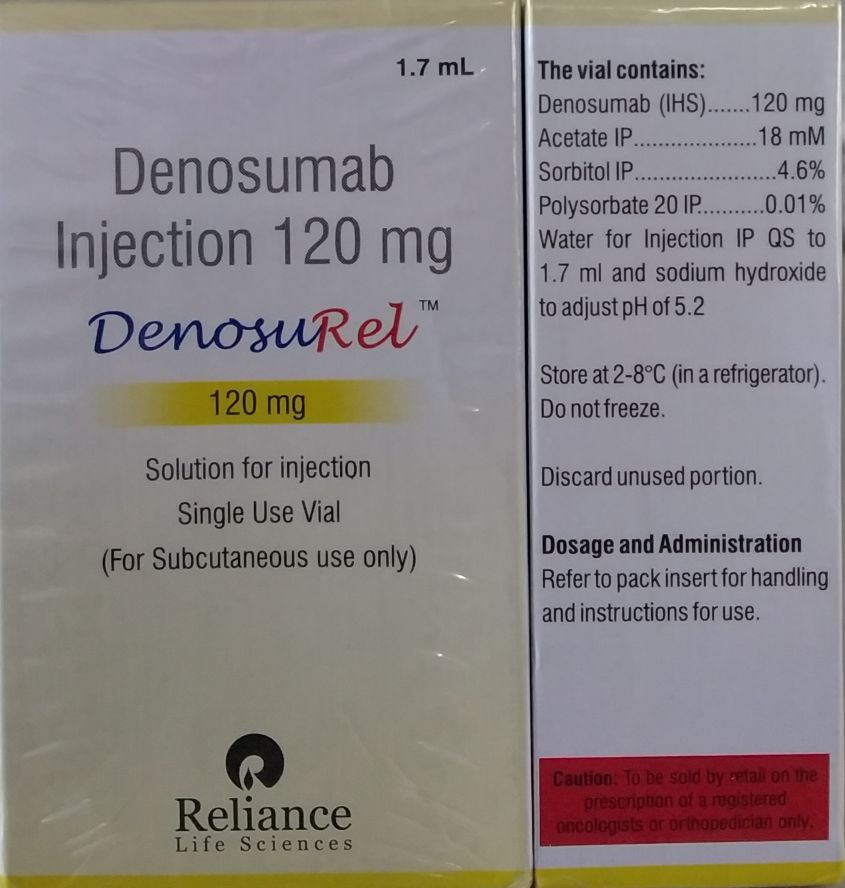 1.7 mL
Denosumab
Injection 120 mg
DenosuRel™
120 mg
Solution for injection
Single Use Vial
(For Subcutaneous use only)
Reliance
Life Sciences
The vial contains:
Denosumab (IHS).......120 mg
Acetate IP....................18 mM
Sorbitol IP.......................4.6%
Polysorbate 20 IP...........0.01%
Water for Injection IP QS to
1.7 ml and sodium hydroxide
to adjust pH of 5.2
Store at 2-8°C (in a refrigerator).
Do not freeze.
Discard unused portion.
Dosage and Administration
Refer to pack insert for handling
and instructions for use.
Caution: To be sold by retail on the
prescription of a registered
oncologists or orthopedician only.